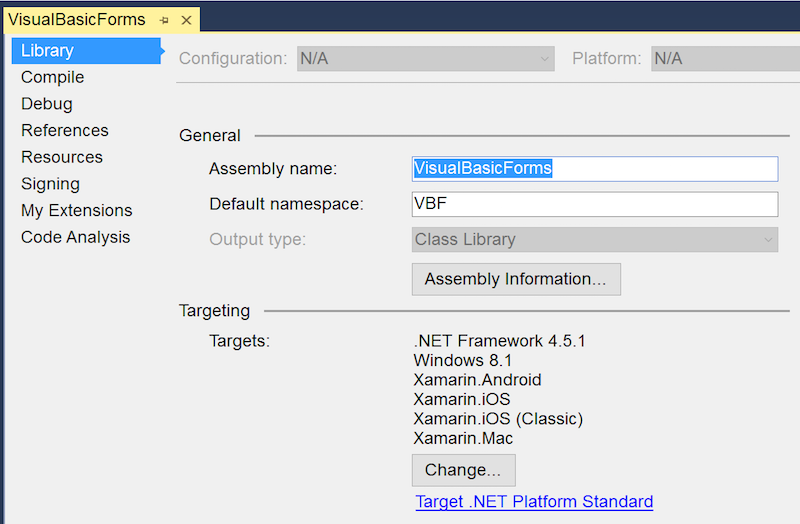 VisualBasicForms
Library
Compile
Debug
References
Resources
Signing
My Extensions
Code Analysis
Configuration: N/A Platform: N/A
General
Assembly name: VisualBasicForms
Default namespace: VBF
Output type: Class Library
Assembly Information...
Targeting
Targets: .NET Framework 4.5.1
Windows 8.1
Xamarin.Android
Xamarin.iOS
Xamarin.iOS (Classic)
Xamarin.Mac
Change...
Target .NET Platform Standard